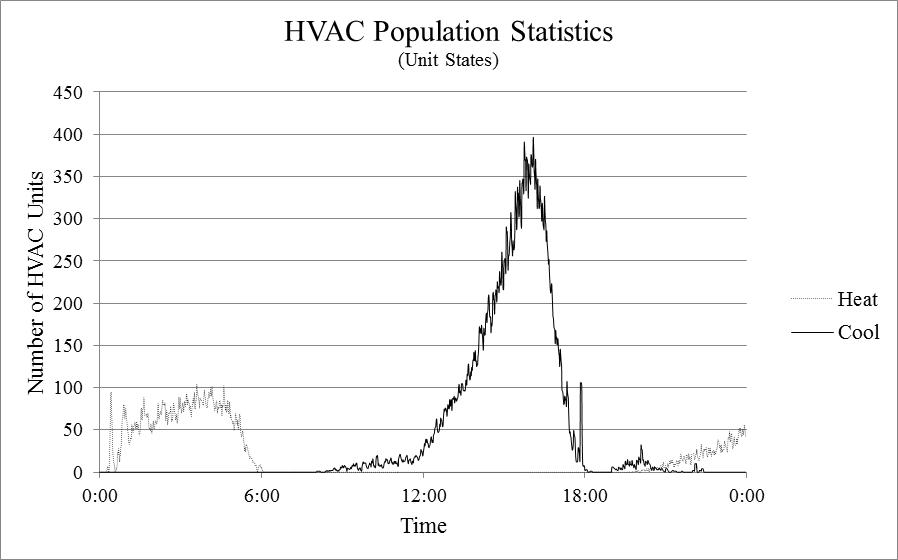 HVAC Population Statistics
(Unit States)
Number of HVAC Units
450
400
350
300
250
200
150
100
50
0
0:00 6:00 12:00 18:00 0:00
Time
Heat
Cool